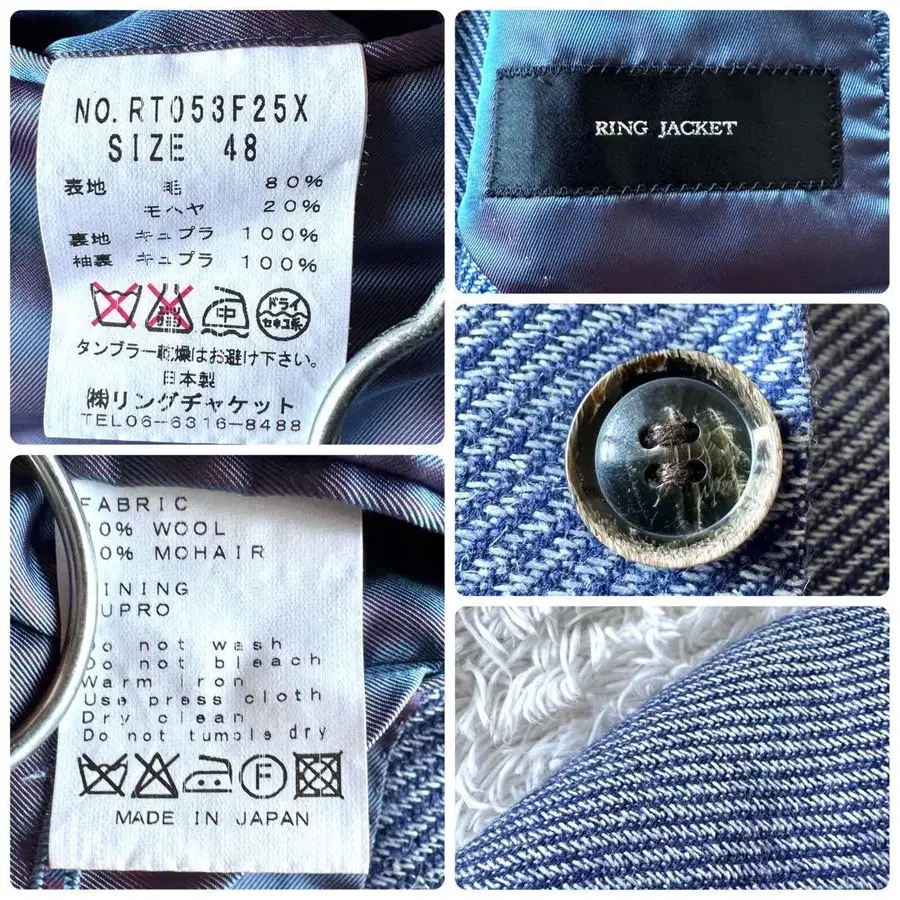 NO.RT053F25X
SIZE 48
表地 毛 80%
モハヤ 20%
裏地 キュプラ 100%
袖裏 キュプラ 100%
中
ドライ
セキユ系
タンブラー乾燥はお避け下さい。
日本製
㈱リングヂャケット
TEL06-6316-8488
RING JACKET
FABRIC
0% WOOL
0% MOHAIR
INING
UPRO
Do not wash
Do not bleach
Warm iron
Use press cloth
Dry clean
Do not tumble dry
F
MADE IN JAPAN